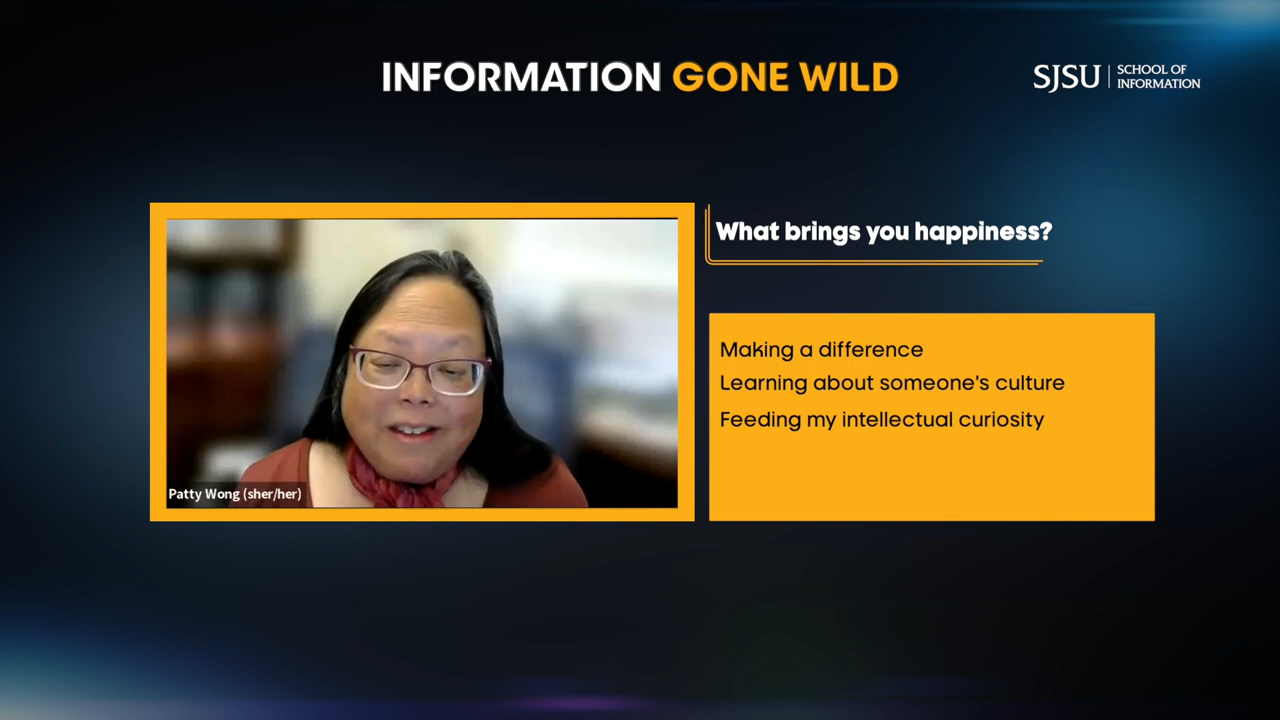 INFORMATION GONE WILD
SJSU SCHOOL OF
INFORMATION
What brings you happiness?
Making a difference
Learning about someone's culture
Feeding my intellectual curiosity
Patty Wong (sher/her)